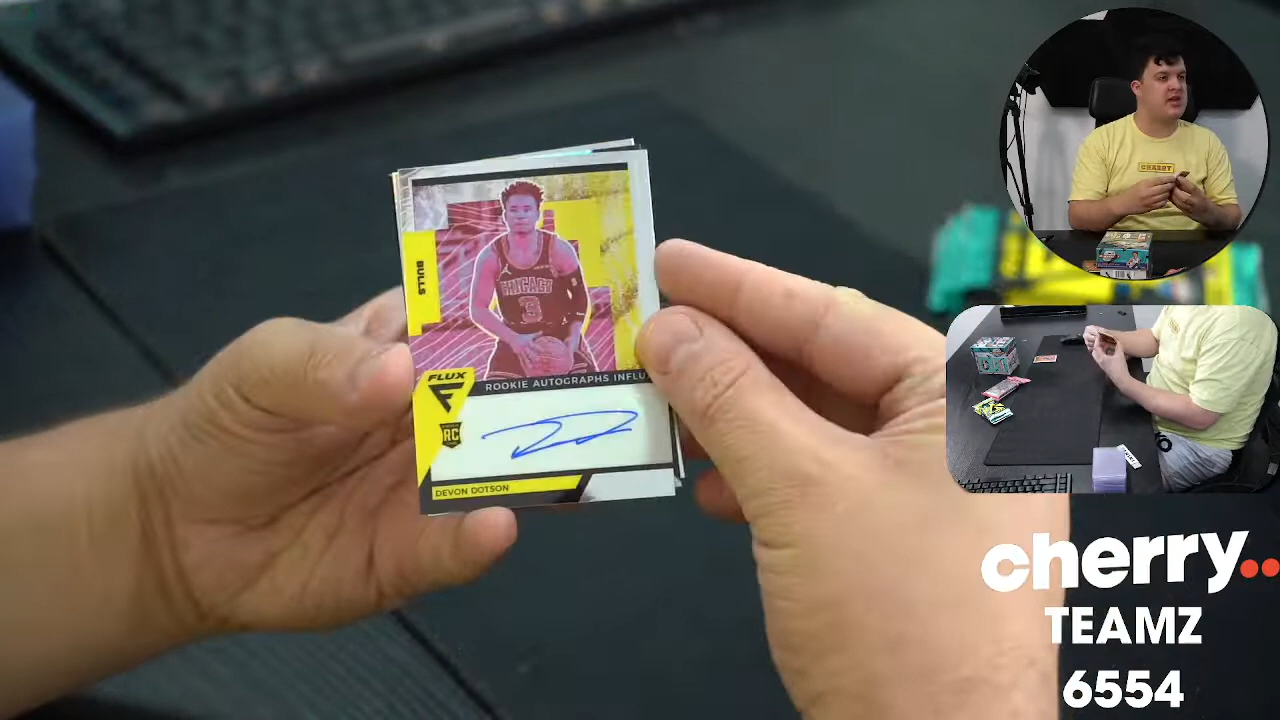 BULLS
CHICAGO
3
FLUX
ROOKIE AUTOGRAPHS INFLU
RC
DEVON DOTSON
CHERRY
cherry..
TEAMZ
6554